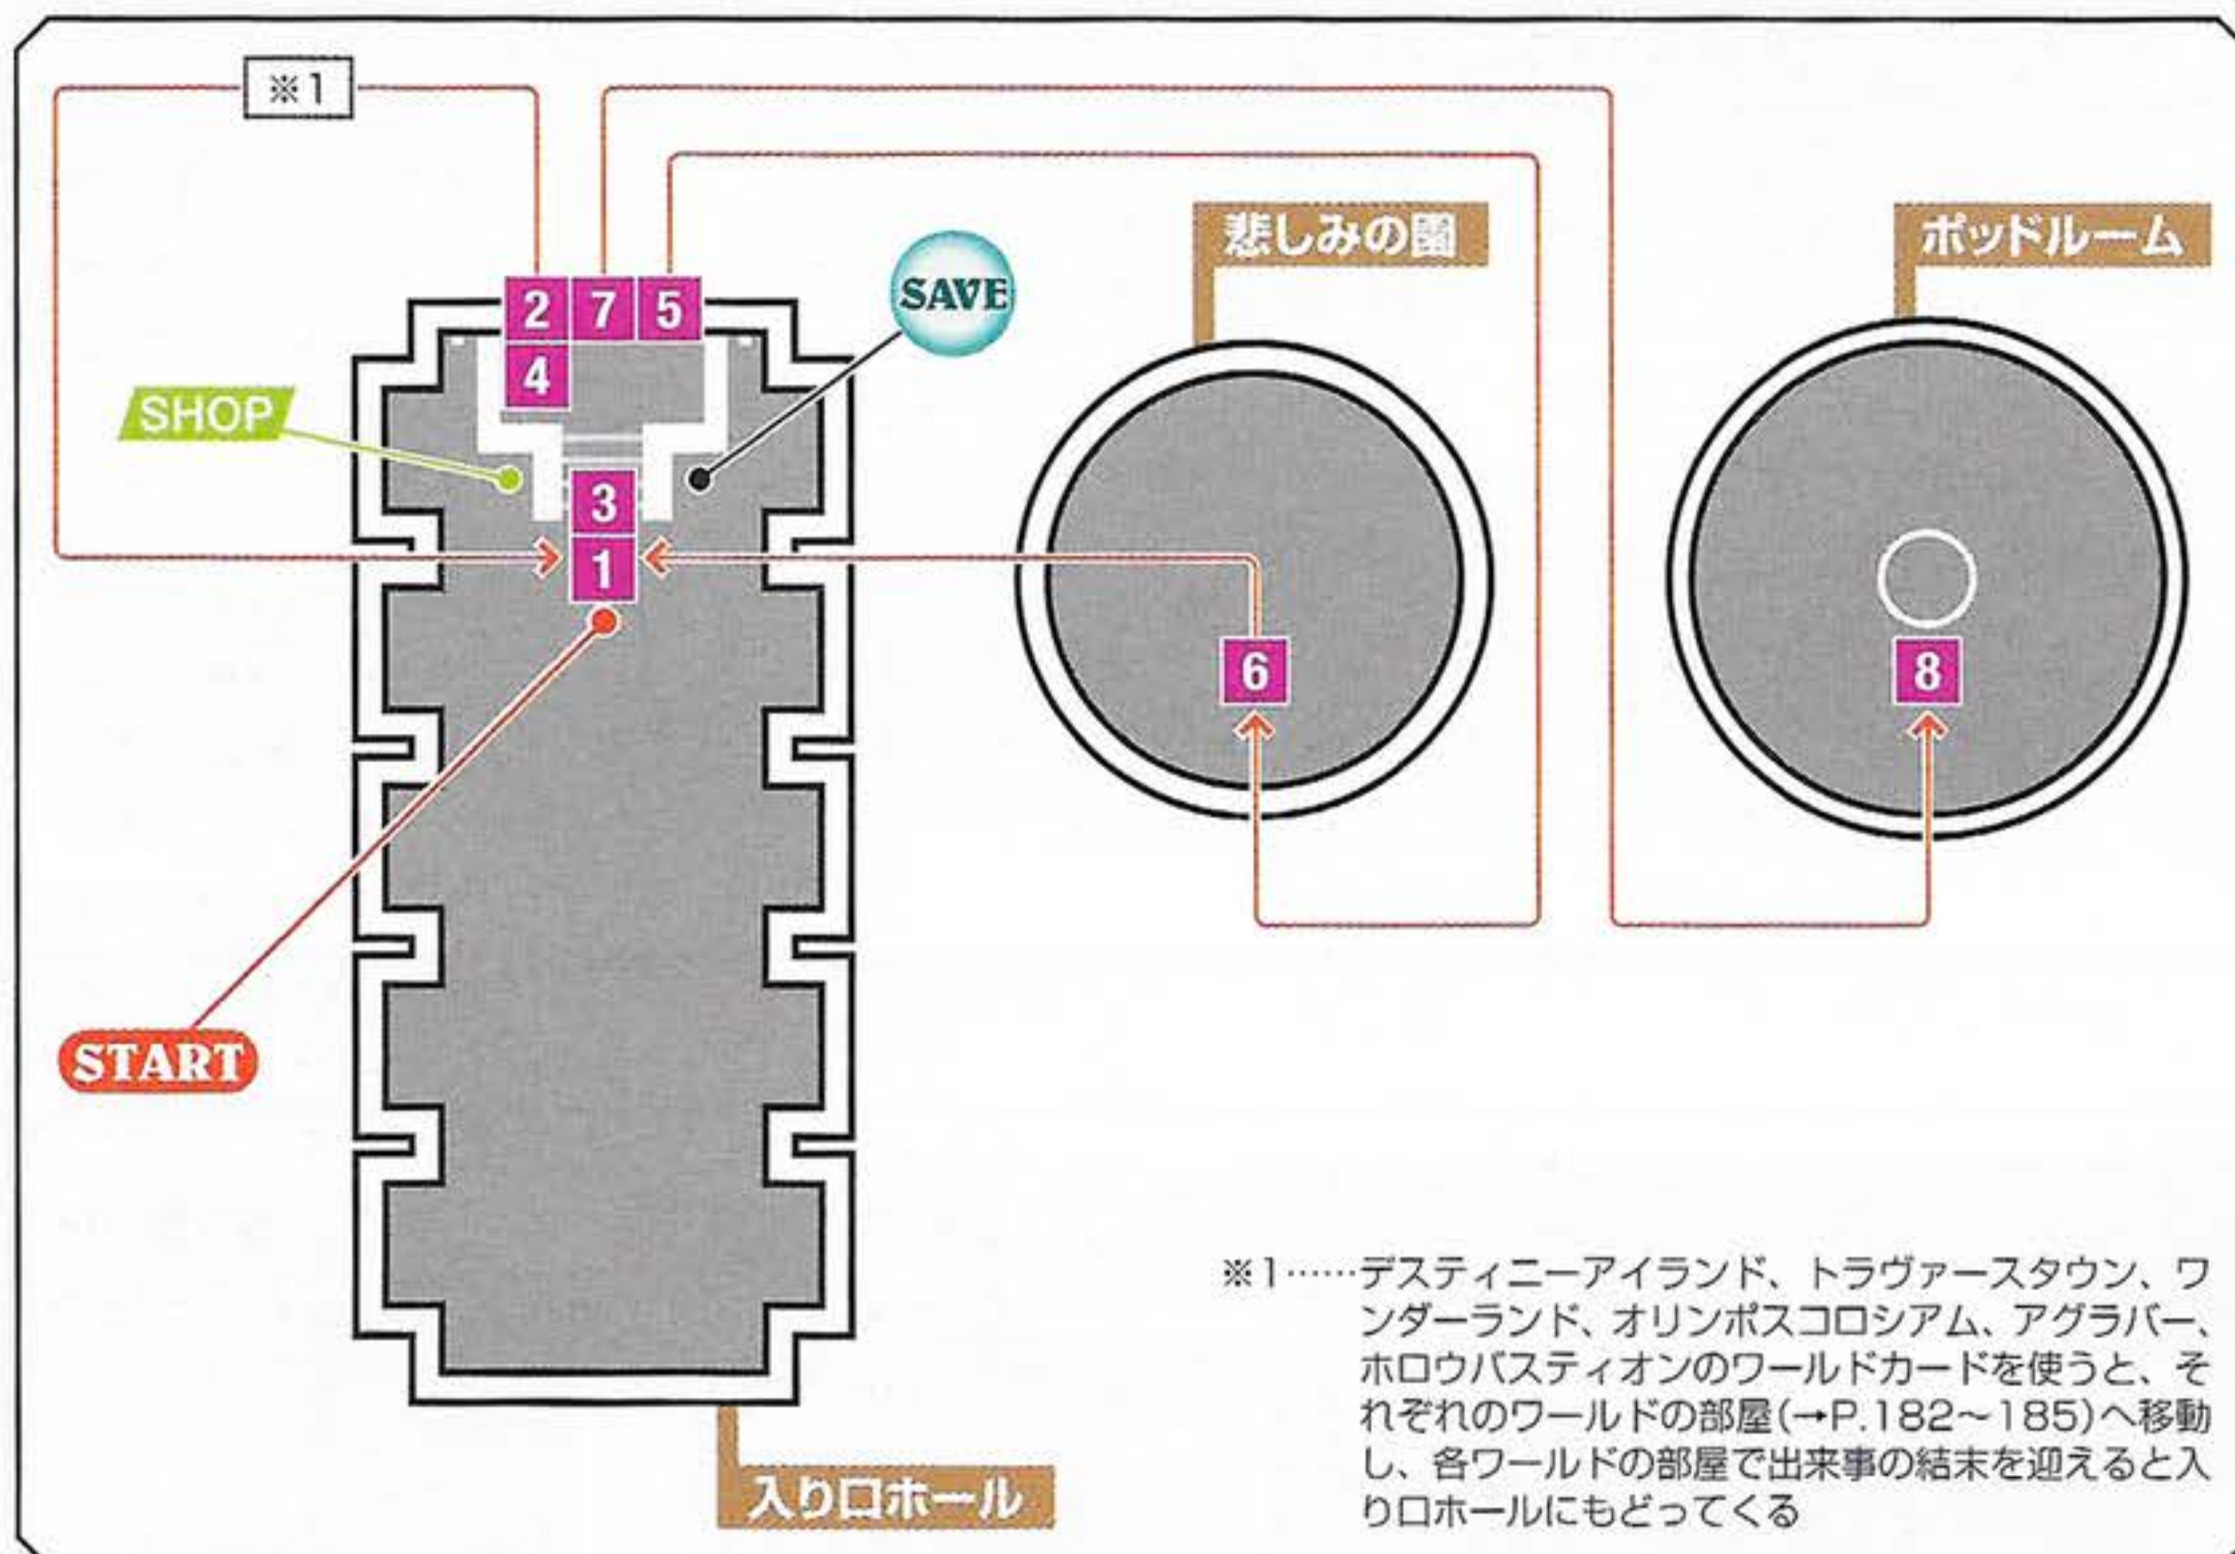 ※1
悲しみの園
ポッドルーム
SAVE
2 7 5
4
SHOP
3
1
6
8
START
入り口ホール
※1……デスティニーアイランド、トラヴァースタウン、ワ
ンダーランド、オリンポスコロシアム、アグラバー、
ホロウバスティオンのワールドカードを使うと、そ
れぞれのワールドの部屋(→P.182～185)へ移動
し、各ワールドの部屋で出来事の結末を迎えると入
り口ホールにもどってくる